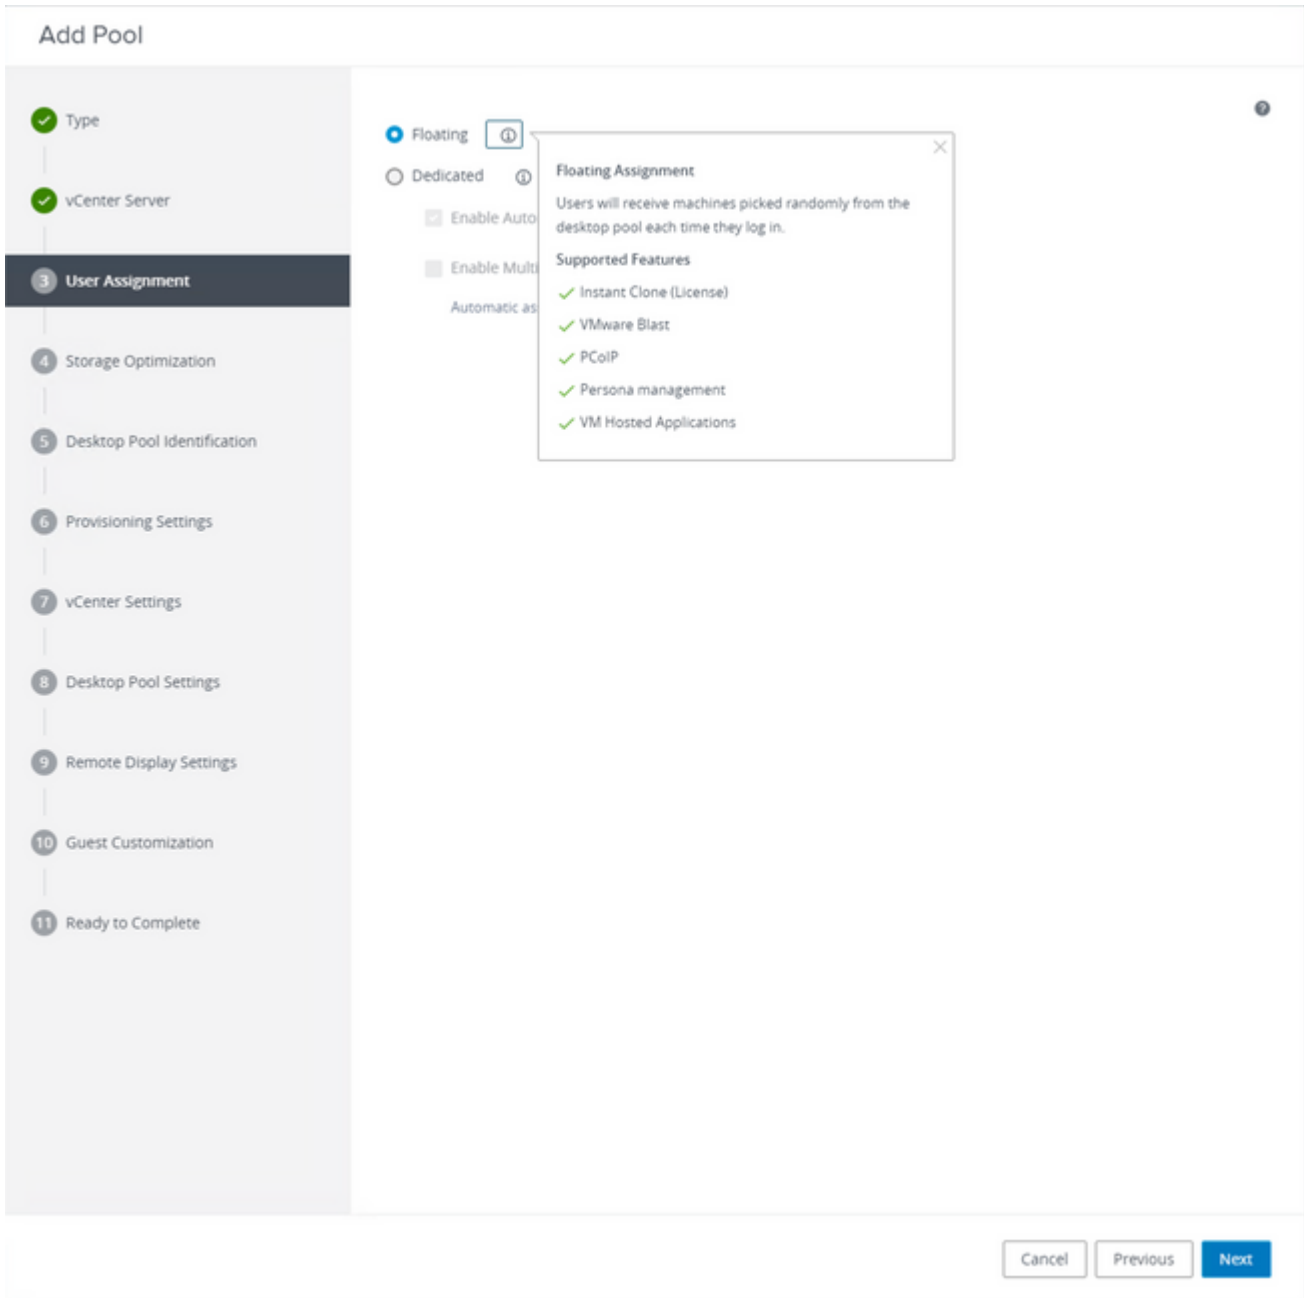 Add Pool
Type
vCenter Server
3 User Assignment
4 Storage Optimization
5 Desktop Pool Identification
6 Provisioning Settings
7 vCenter Settings
8 Desktop Pool Settings
9 Remote Display Settings
10 Guest Customization
11 Ready to Complete
Floating
Dedicated
Enable Auto
Enable Multi
Automatic as
Floating Assignment
Users will receive machines picked randomly from the
desktop pool each time they log in.
Supported Features
Instant Clone (License)
VMware Blast
PCoIP
Persona management
VM Hosted Applications
Cancel
Previous
Next